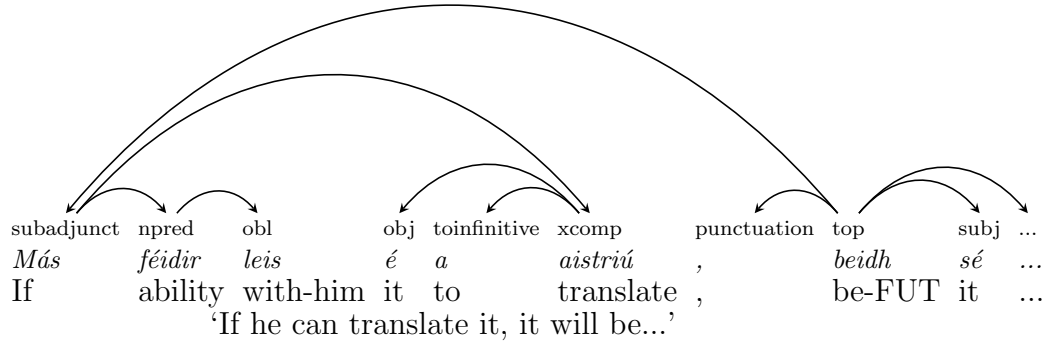 subadjunct npred obl obj toinfinitive xcomp punctuation top subj ...
Más féidir leis é a aistriú , beidh sé ...
If ability with-him it to translate , be-FUT it ...
‘If he can translate it, it will be...’